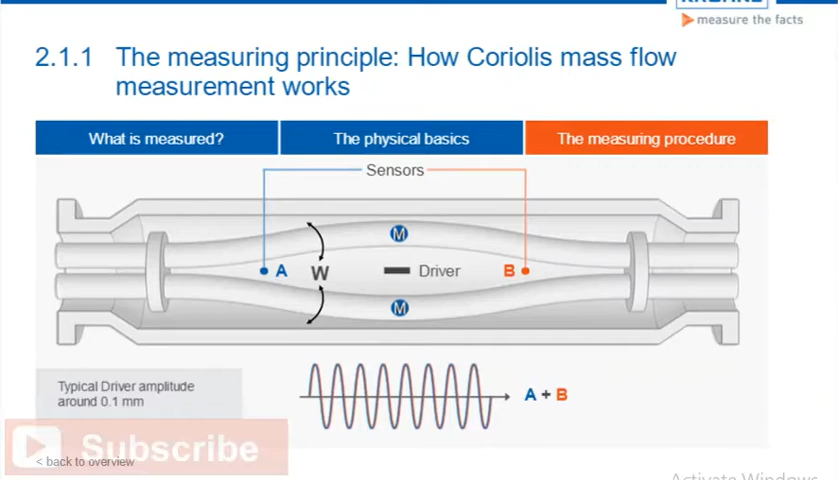 measure the facts
2.1.1 The measuring principle: How Coriolis mass flow
measurement works
What is measured?
The physical basics
The measuring procedure
Sensors
M
A
W
Driver
B
M
Typical Driver amplitude
around 0.1 mm
A + B
Subscribe
< back to overview
Activate Windows